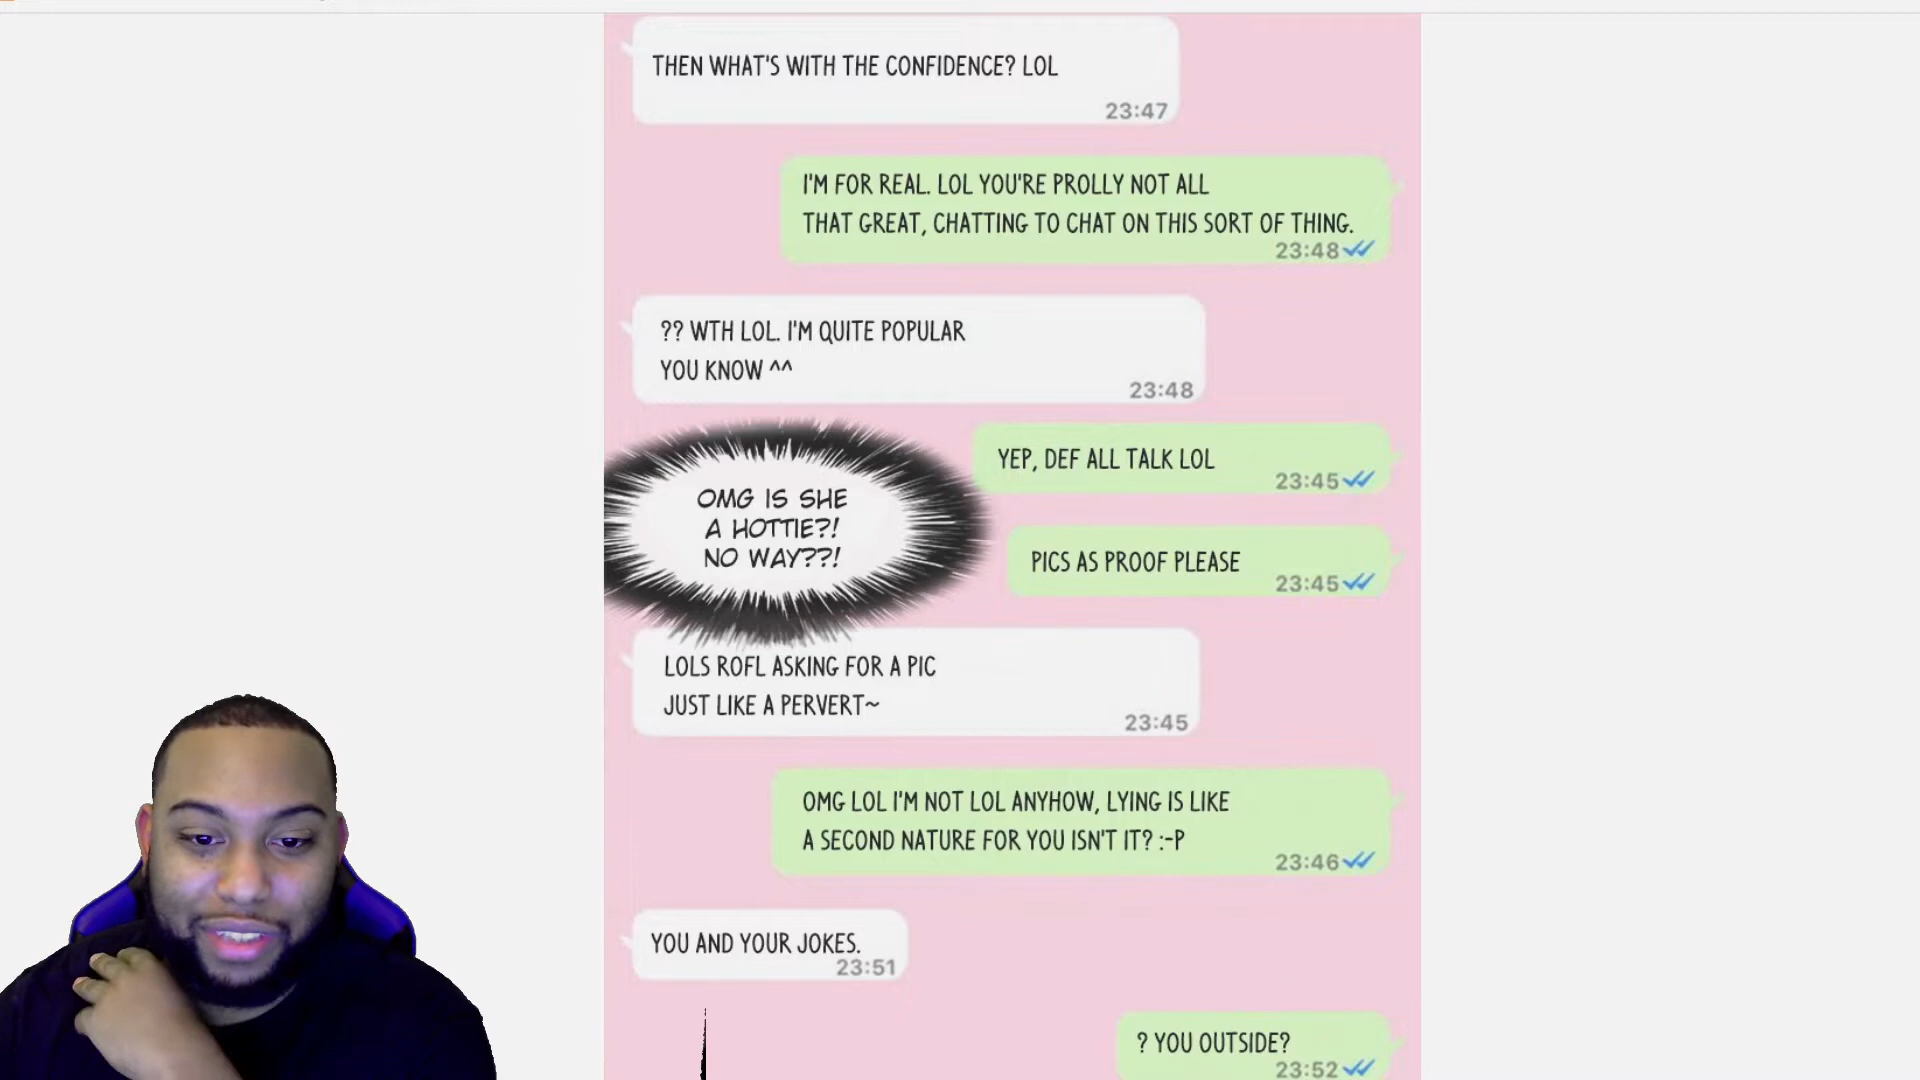 THEN WHAT'S WITH THE CONFIDENCE? LOL
23:47
I'M FOR REAL. LOL YOU'RE PROLLY NOT ALL
THAT GREAT, CHATTING TO CHAT ON THIS SORT OF THING.
23:48
?? WTH LOL. I'M QUITE POPULAR
YOU KNOW ^^
23:48
YEP, DEF ALL TALK LOL
23:45
OMG IS SHE
A HOTTIE?!
NO WAY??!
PICS AS PROOF PLEASE
23:45
LOLS ROFL ASKING FOR A PIC
JUST LIKE A PERVERT~
23:45
OMG LOL I'M NOT LOL ANYHOW, LYING IS LIKE
A SECOND NATURE FOR YOU ISN'T IT? :-P
23:46
YOU AND YOUR JOKES.
23:51
? YOU OUTSIDE?
23:52